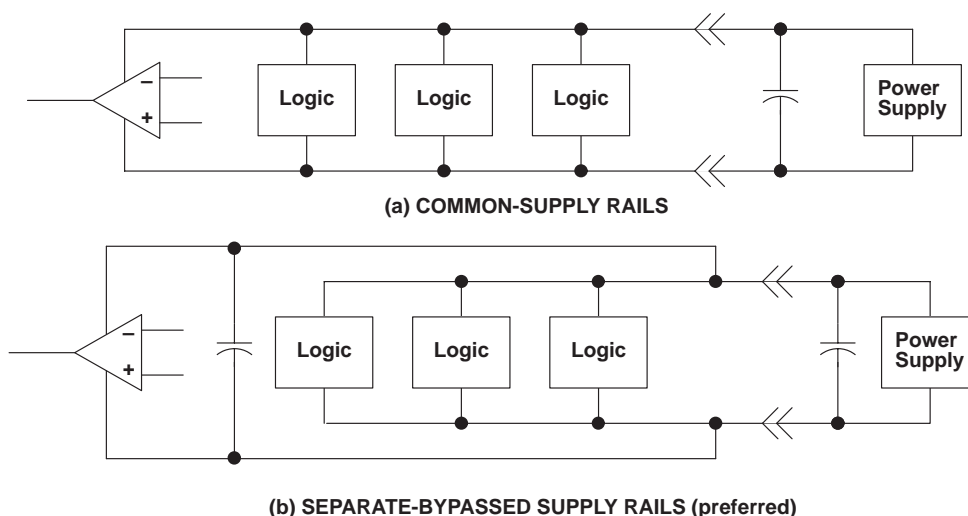 −
+
Logic
Logic
Logic
Power
Supply
(a) COMMON-SUPPLY RAILS
−
+
Logic
Logic
Logic
Power
Supply
(b) SEPARATE-BYPASSED SUPPLY RAILS (preferred)